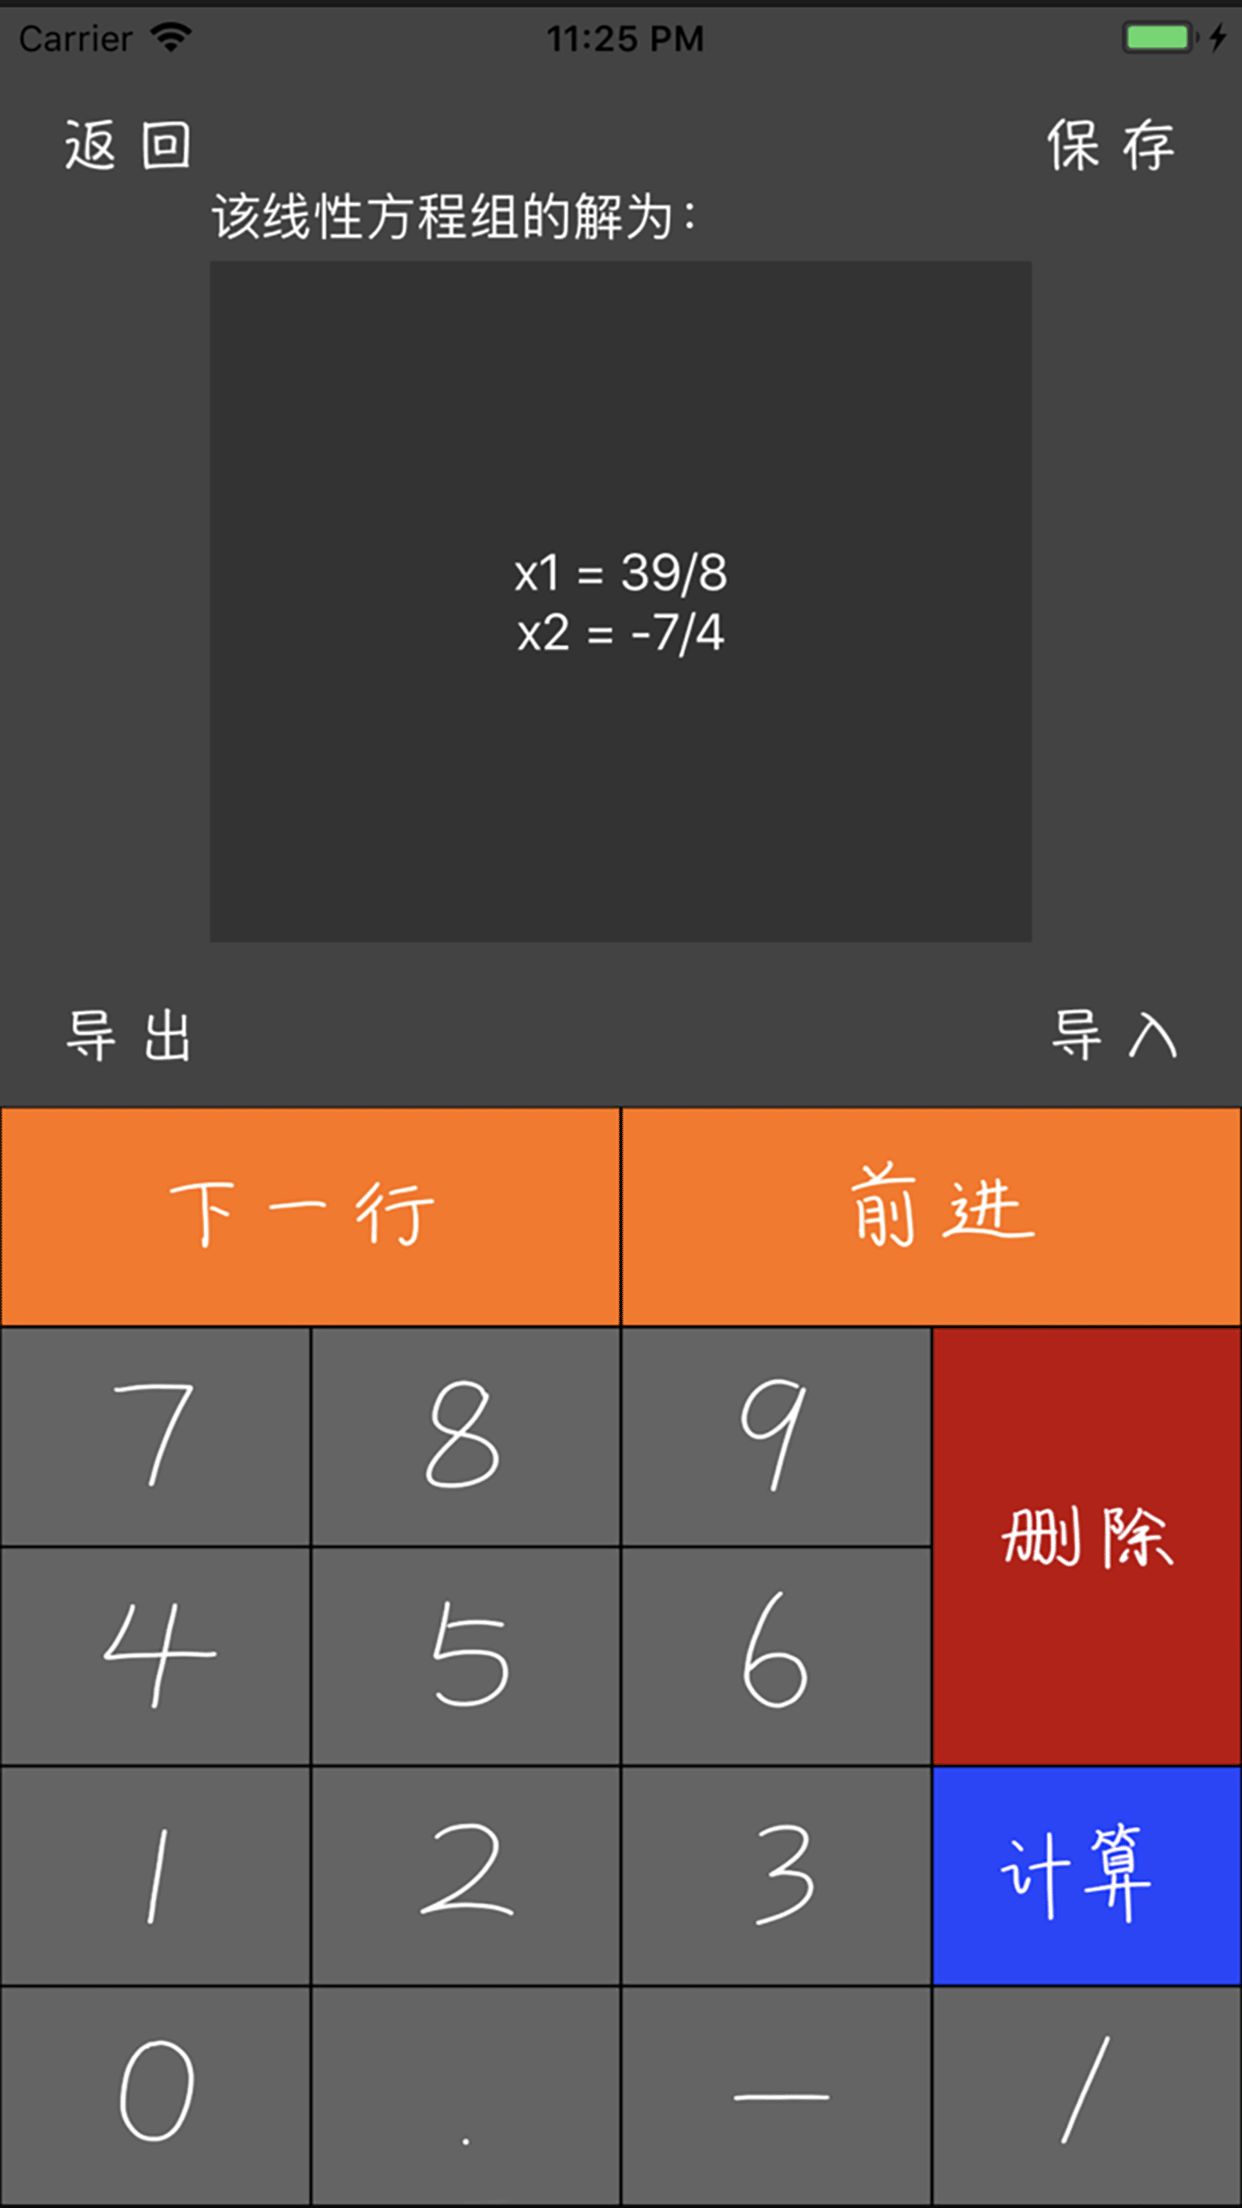 Carrier 11:25 PM
返回 保存
该线性方程组的解为：
x1 = 39/8
x2 = -7/4
导出 导入
下一行 前进
7 8 9
删除
4 5 6
1 2 3 计算
0 . - /